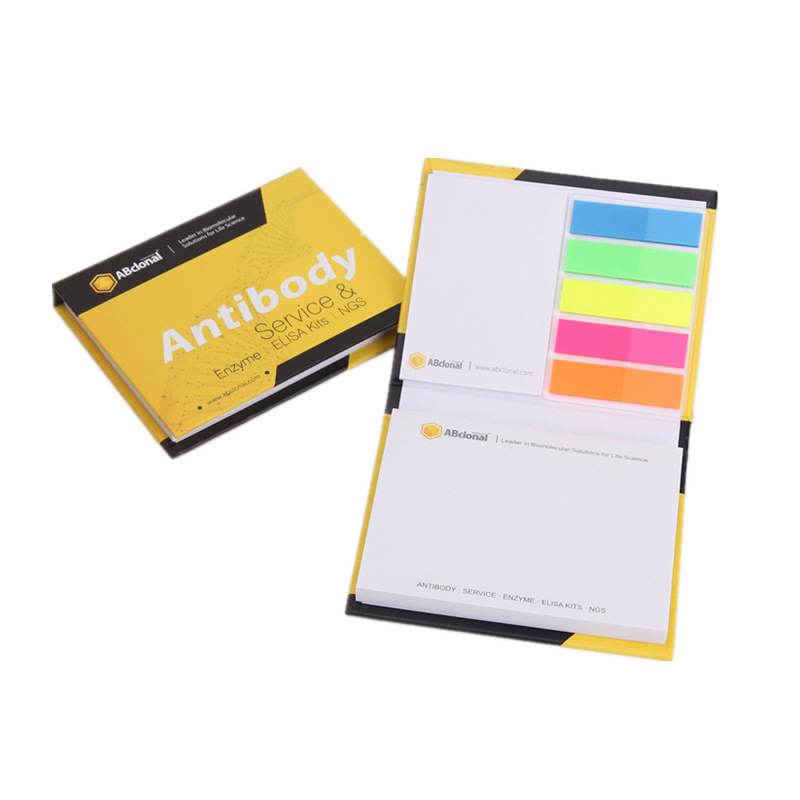 ABclonal®
Leader in Biomolecular
Solutions for Life Science
Antibody
Service &
Enzyme | ELISA Kits | NGS
www.abclonal.com
ABclonal® | www.abclonal.com
ABclonal® | Leader in Biomolecular Solutions for Life Science
ANTIBODY · SERVICE · ENZYME · ELISA KITS · NGS